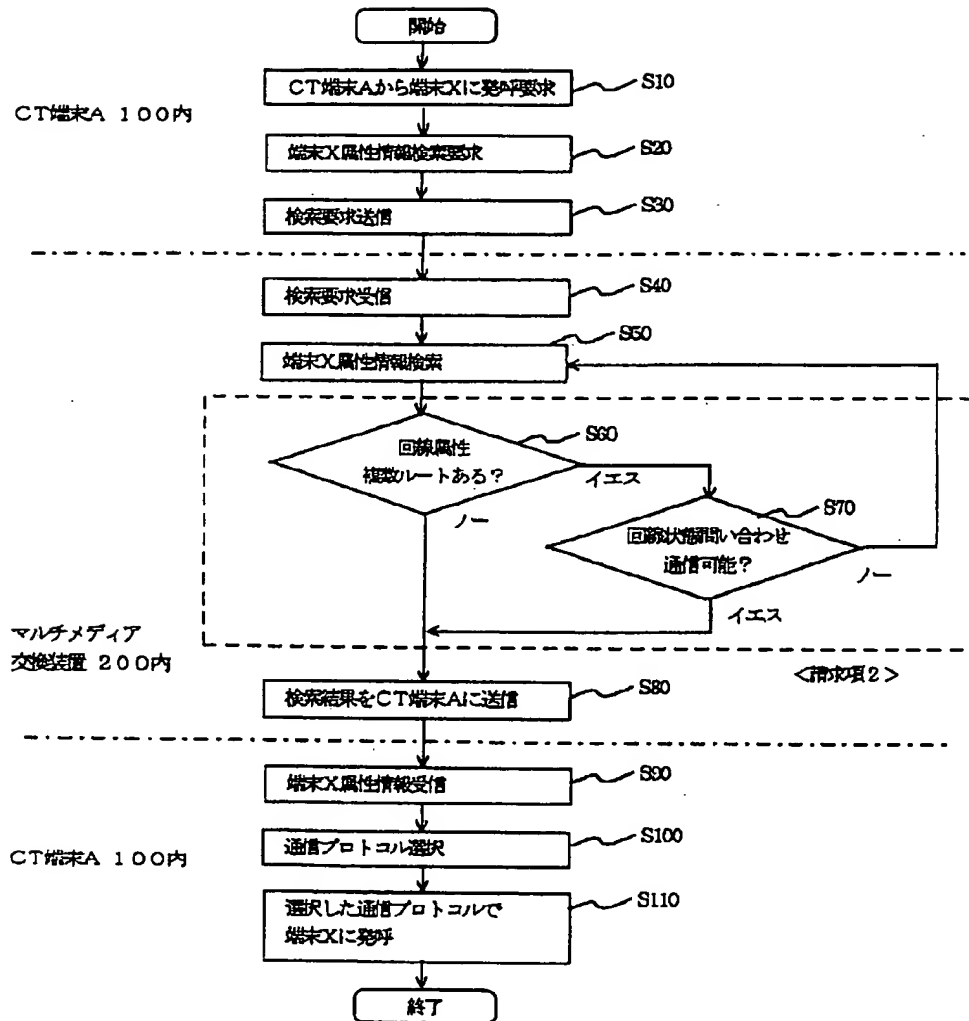 開始
CT端末Aから端末Xに発呼要求
S10
CT端末A 100内
端末X属性情報検索要求
S20
検索要求送信
S30
検索要求受信
S40
S50
端末X属性情報検索
S60
回線属性
複数ルートある?
イエス
ノー
S70
回線状態問い合わせ
通信可能?
ノー
イエス
マルチメディア
交換装置 200内
<請求項2>
検索結果をCT端末Aに送信
S80
端末X属性情報受信
S90
通信プロトコル選択
S100
CT端末A 100内
選択した通信プロトコルで
端末Xに発呼
S110
終了